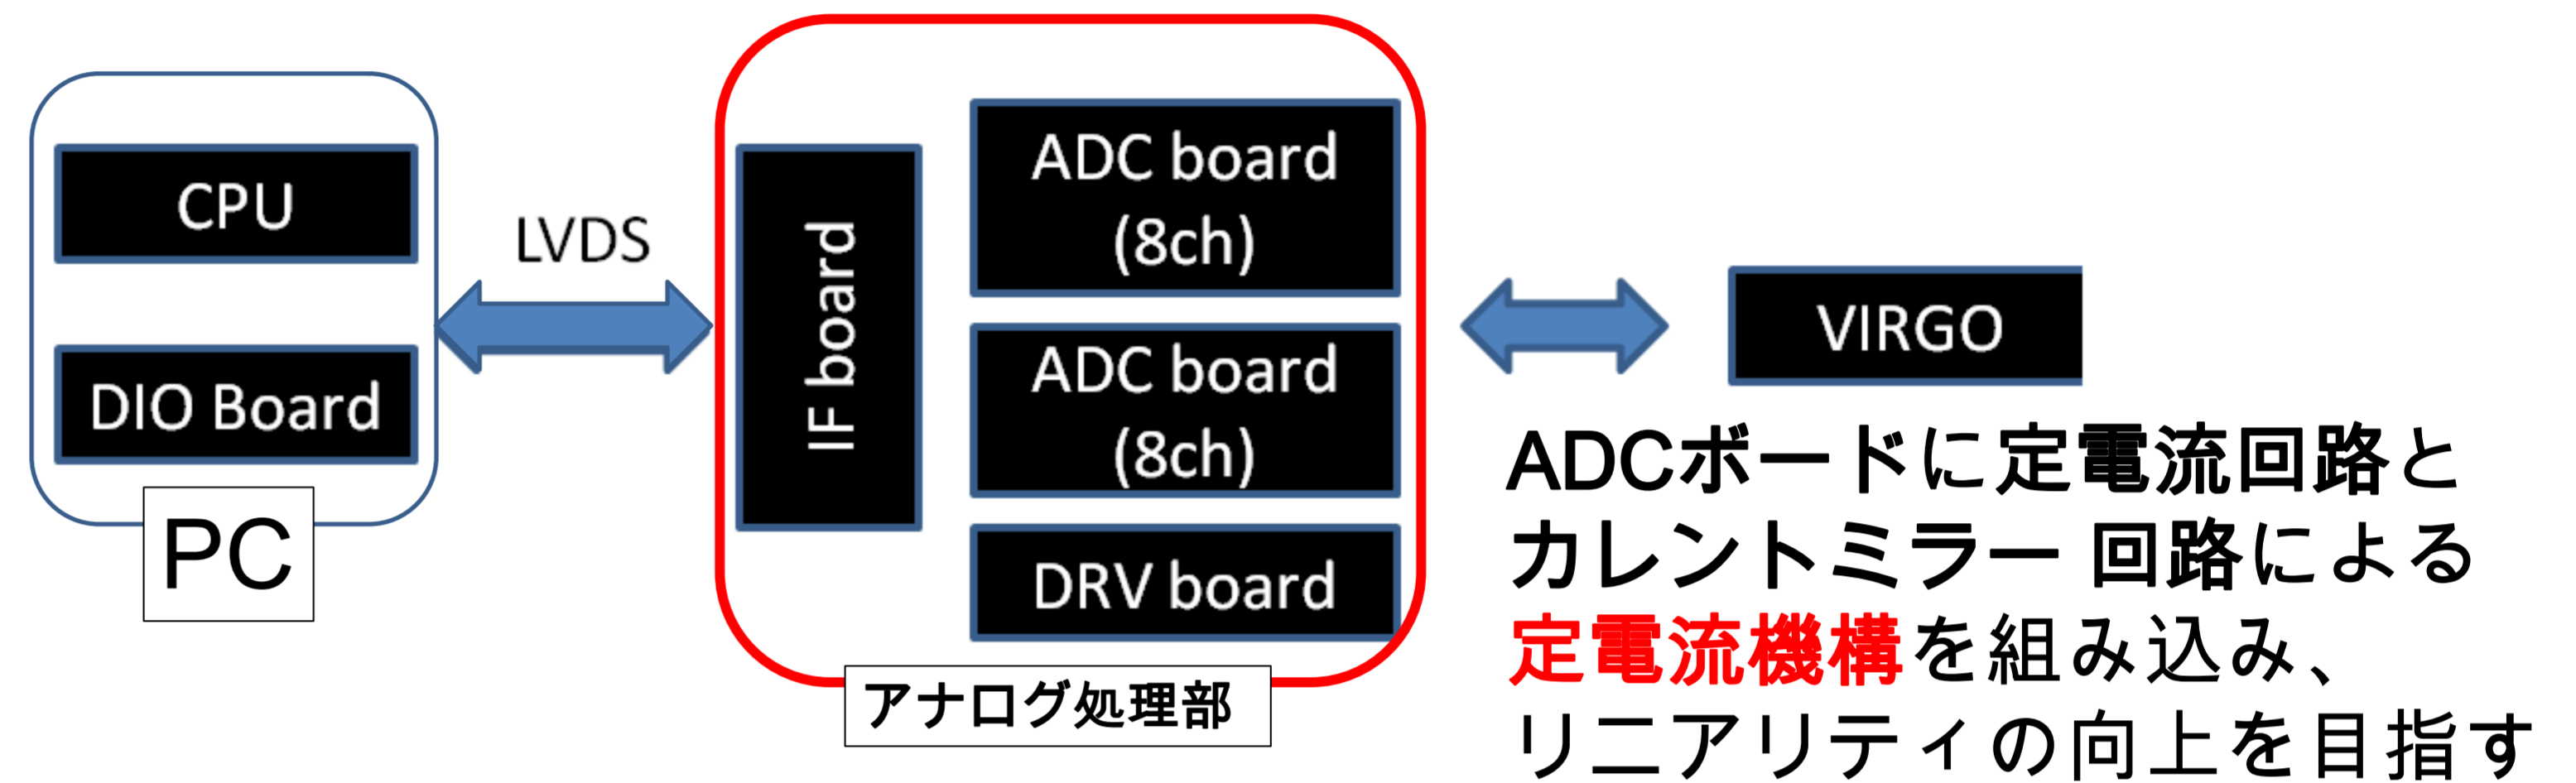 CPU
DIO Board
PC
LVDS
IF board
ADC board
(8ch)
ADC board
(8ch)
DRV board
アナログ処理部
VIRGO
ADCボードに定電流回路と
カレントミラー 回路による
定電流機構を組み込み、
リニアリティの向上を目指す